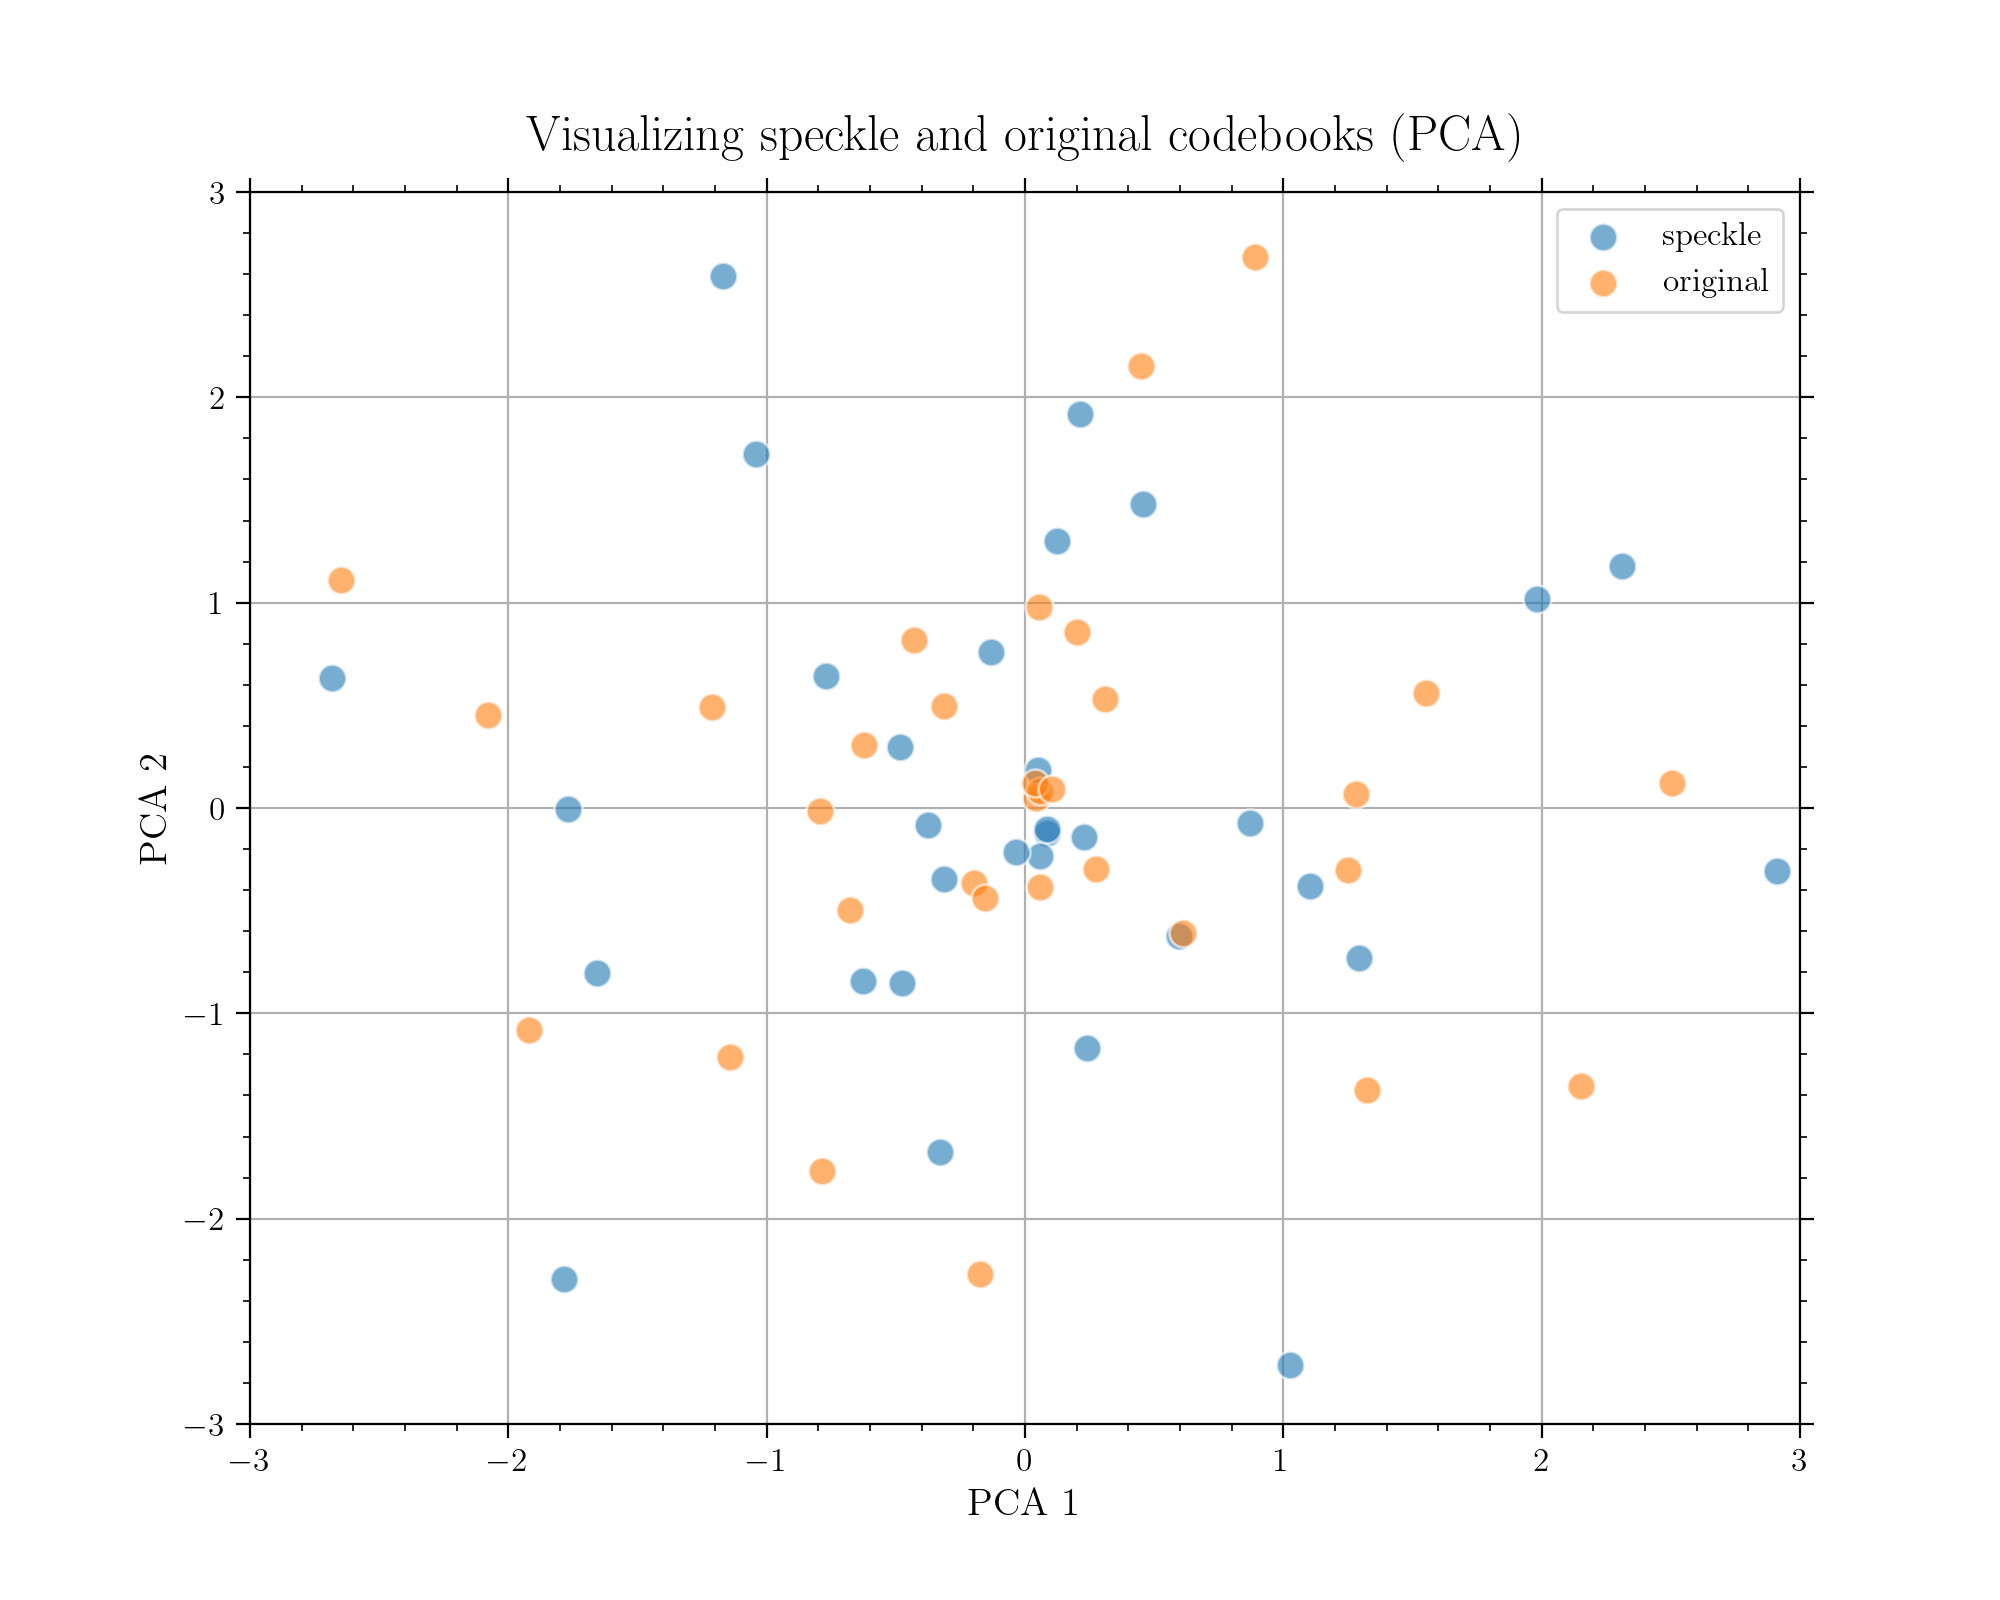 Visualizing speckle and original codebooks (PCA)
speckle
original
3
2
1
0
−1
−2
−3
PCA 2
−3
−2
−1
0
1
2
3
PCA 1